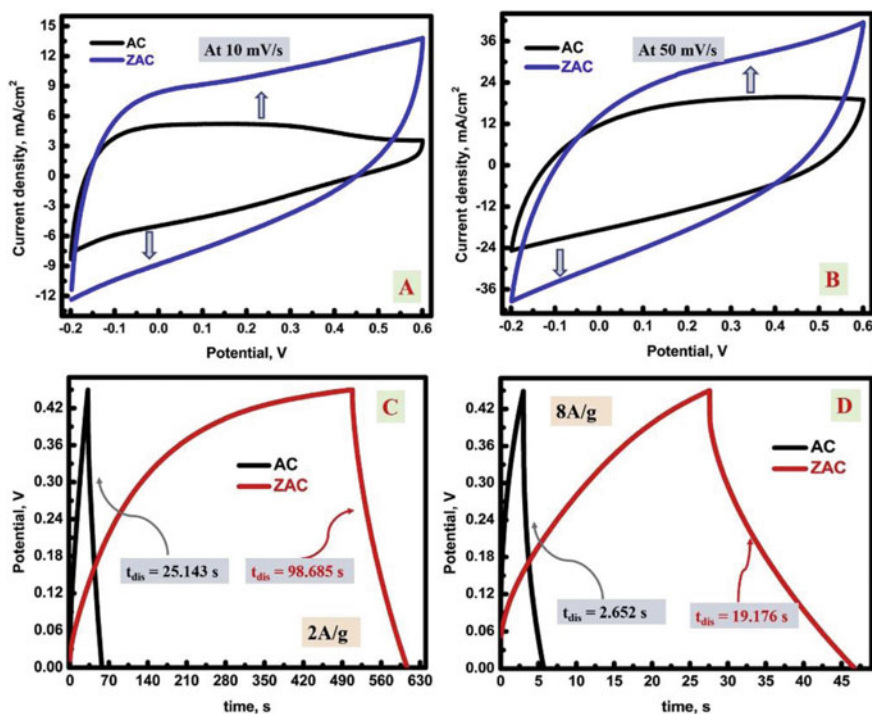 AC
ZAC
At 10 mV/s
A
Current density, mA/cm²
15
12
9
6
3
0
-3
-6
-9
-12
-0.2 -0.1 0.0 0.1 0.2 0.3 0.4 0.5 0.6
Potential, V
AC
ZAC
At 50 mV/s
B
Current density, mA/cm²
36
24
12
0
-12
-24
-36
-0.2 -0.1 0.0 0.1 0.2 0.3 0.4 0.5 0.6
Potential, V
C
AC
ZAC
t_dis = 25.143 s
t_dis = 98.685 s
2A/g
Potential, V
0.42
0.36
0.30
0.24
0.18
0.12
0.06
0.00
0 70 140 210 280 350 420 490 560 630
time, s
8A/g
D
AC
ZAC
t_dis = 2.652 s
t_dis = 19.176 s
Potential, V
0.42
0.36
0.30
0.24
0.18
0.12
0.06
0.00
0 5 10 15 20 25 30 35 40 45
time, s